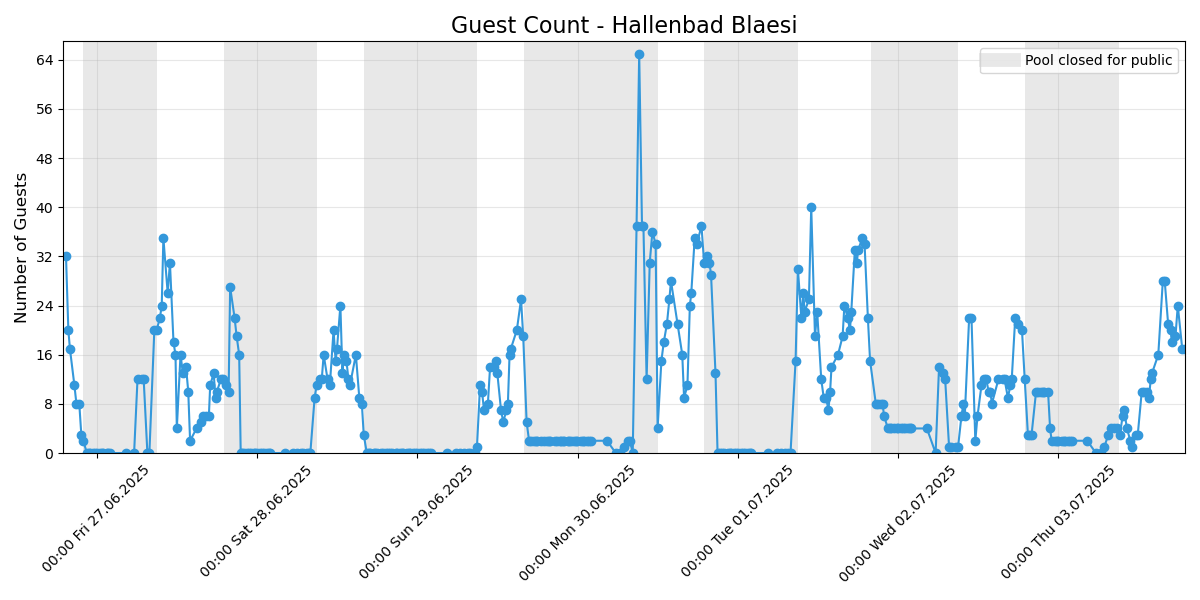 Guest Count - Hallenbad Blaesi
Pool closed for public
Number of Guests
64
56
48
40
32
24
16
8
0
00:00 Fri 27.06.2025
00:00 Sat 28.06.2025
00:00 Sun 29.06.2025
00:00 Mon 30.06.2025
00:00 Tue 01.07.2025
00:00 Wed 02.07.2025
00:00 Thu 03.07.2025